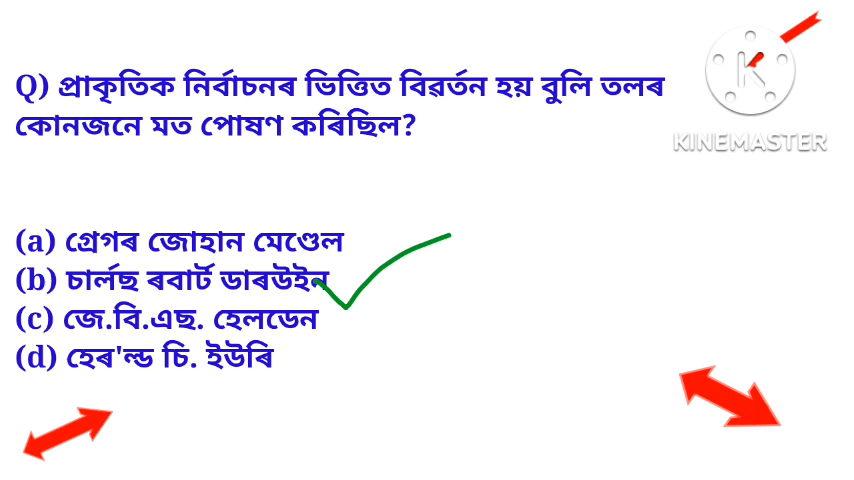 Q) প্ৰাকৃতিক নিৰ্বাচনৰ ভিত্তিত বিৱৰ্তন হয় বুলি তলৰ
কোনজনে মত পোষণ কৰিছিল?
KINEMASTER
(a) গ্ৰেগৰ জোহান মেণ্ডেল
(b) চাৰ্লছ ৰবাৰ্ট ডাৰউইন
(c) জে.বি.এছ. হেলডেন
(d) হেৰ'ল্ড চি. ইউৰি